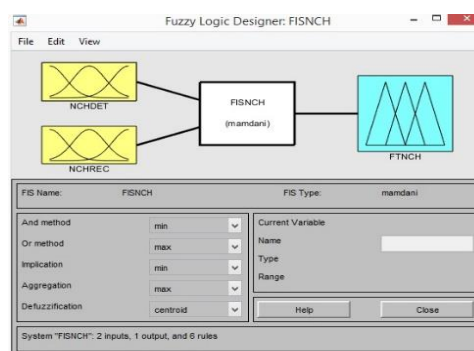 Fuzzy Logic Designer: FISNCH
File Edit View
NCHDET
NCHREC
FISNCH
(mamdani)
FTNCH
FIS Name: FISNCH FIS Type: mamdani
And method min
Or method max
Implication min
Aggregation max
Defuzzification centroid
Current Variable
Name
Type
Range
Help Close
System "FISNCH": 2 inputs, 1 output, and 6 rules